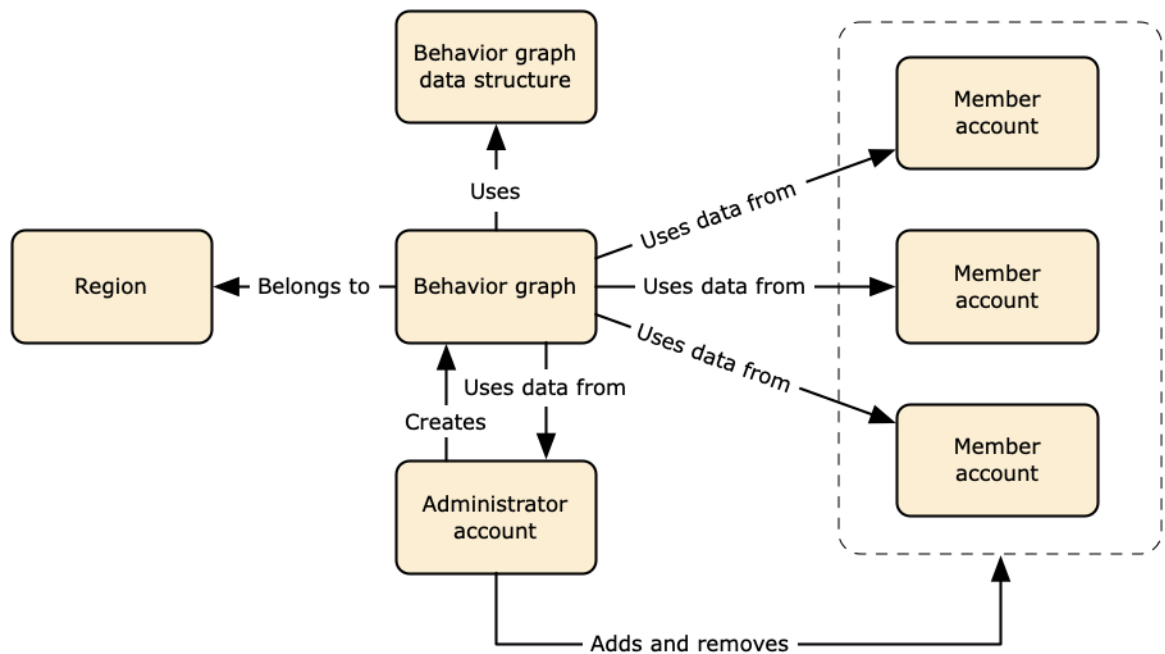 Behavior graph
data structure
Member
account
Uses
Uses data from
Region
Belongs to
Behavior graph
Uses data from
Member
account
Uses data from
Uses data from
Creates
Member
account
Administrator
account
Adds and removes